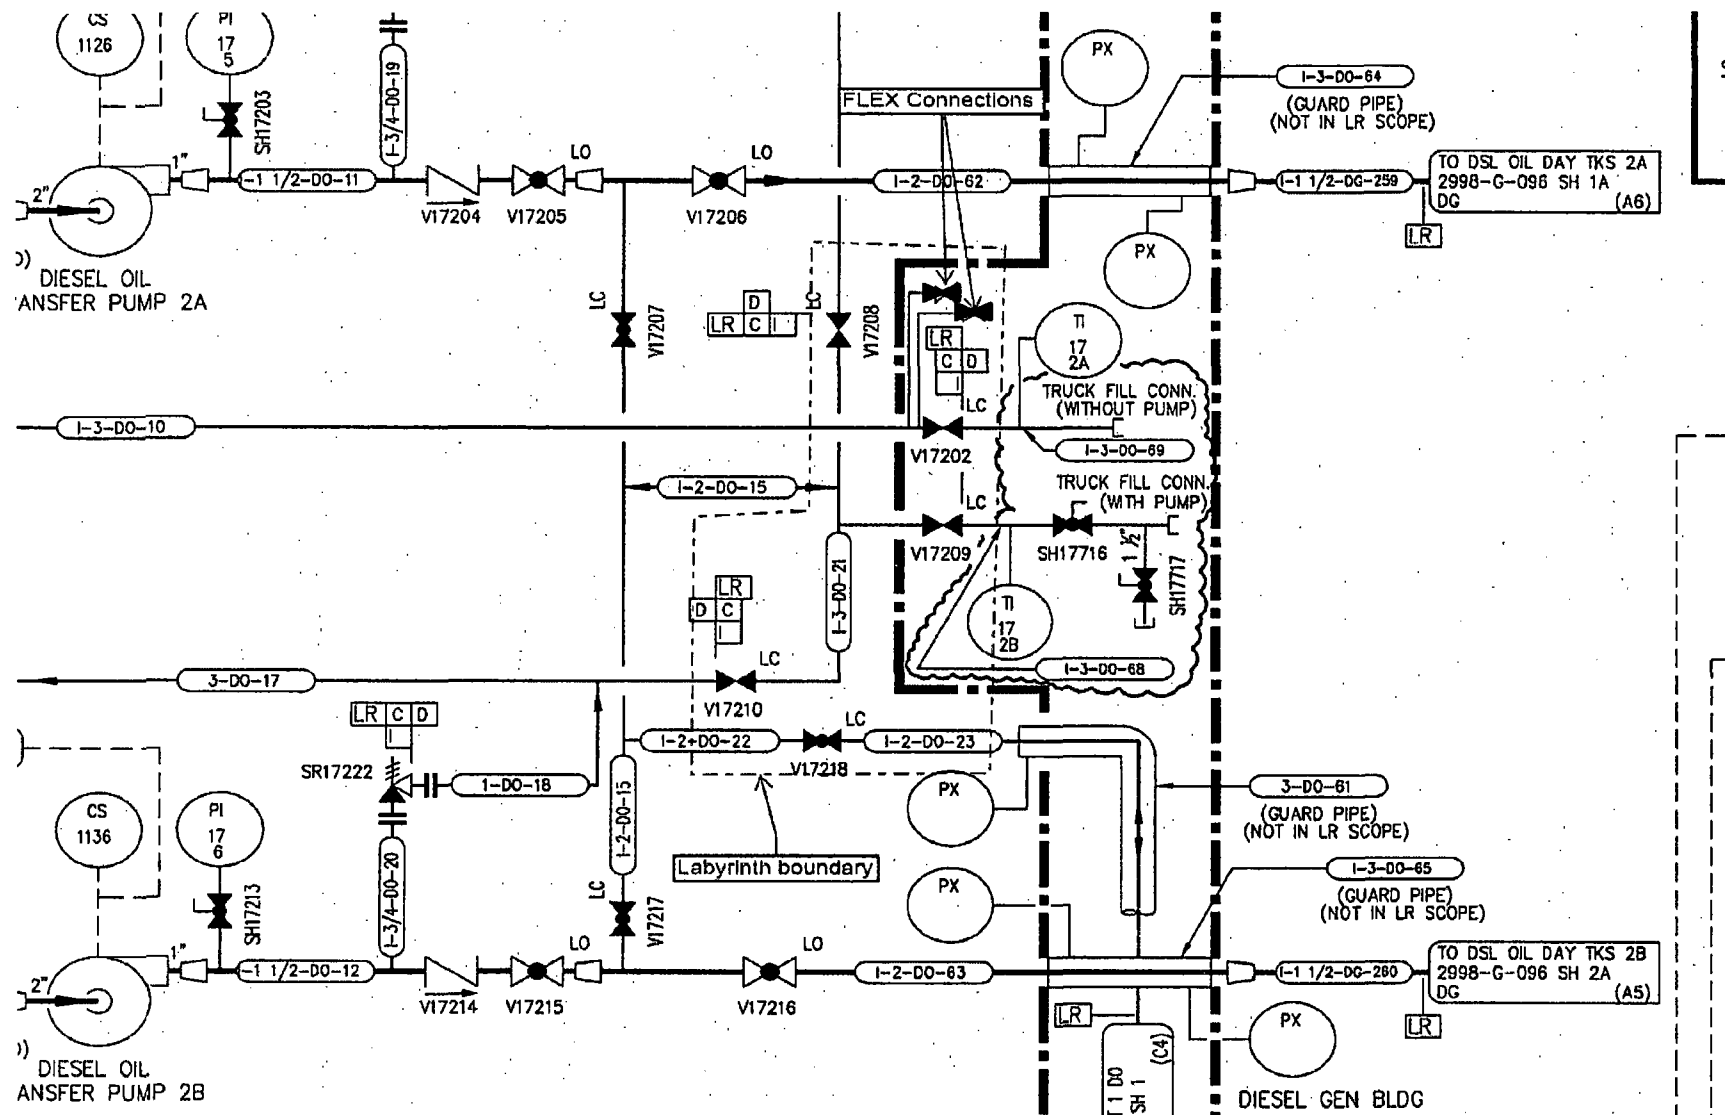 CS
1126
PI
17
5
SH17203
1-3/4-DO-19
FLEX Connections
PX
I-3-DO-64
(GUARD PIPE)
(NOT IN LR SCOPE)
2"
1"
-1 1/2-DO-11
V17204
LO
V17205
LO
V17206
I-2-DO-62
I-1 1/2-DG-259
TO DSL OIL DAY TKS 2A
2998-G-096 SH 1A
DG (A6)
LR
PX
DIESEL OIL
ANSFER PUMP 2A
LC
V17207
D
LR C I
LC
V17208
LR
C D
I
TI
17
2A
TRUCK FILL CONN.
(WITHOUT PUMP)
I-3-DO-10
LC
V17202
I-3-DO-69
I-2-DO-15
TRUCK FILL CONN.
(WITH PUMP)
LC
V17209
SH17716
1 ½"
SH17717
I-3-DO-21
LR
D C
I
TI
17
2B
I-3-DO-68
3-DO-17
LC
V17210
LR C D
I
SR17222
1-DO-18
I-2-DO-22
LC
V17218
I-2-DO-23
I-2-DO-15
PX
3-DO-61
(GUARD PIPE)
(NOT IN LR SCOPE)
CS
1136
PI
17
6
SH17213
I-3/4-DO-20
Labyrinth boundary
PX
I-3-DO-65
(GUARD PIPE)
(NOT IN LR SCOPE)
LC
V17217
2"
1"
-1 1/2-DO-12
V17214
LO
V17215
LO
V17216
I-2-DO-63
I-1 1/2-DG-260
TO DSL OIL DAY TKS 2B
2998-G-096 SH 2A
DG (A5)
LR
LR
PX
DIESEL OIL
ANSFER PUMP 2B
(C4)
T 1 DO
SH 1
DIESEL GEN BLDG